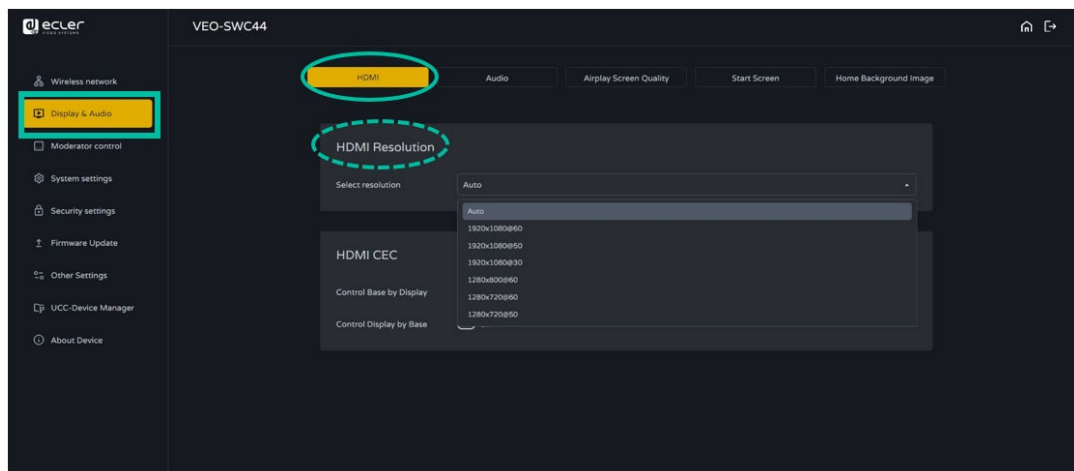 ecler
VIDEO SYSTEMS
VEO-SWC44
Wireless network
Display & Audio
Moderator control
System settings
Security settings
Firmware Update
Other Settings
UCC-Device Manager
About Device
HDMI
Audio
Airplay Screen Quality
Start Screen
Home Background Image
HDMI Resolution
Select resolution
Auto
Auto
1920x1080@60
1920x1080@50
1920x1080@30
1280x800@60
1280x720@60
1280x720@50
HDMI CEC
Control Base by Display
Control Display by Base